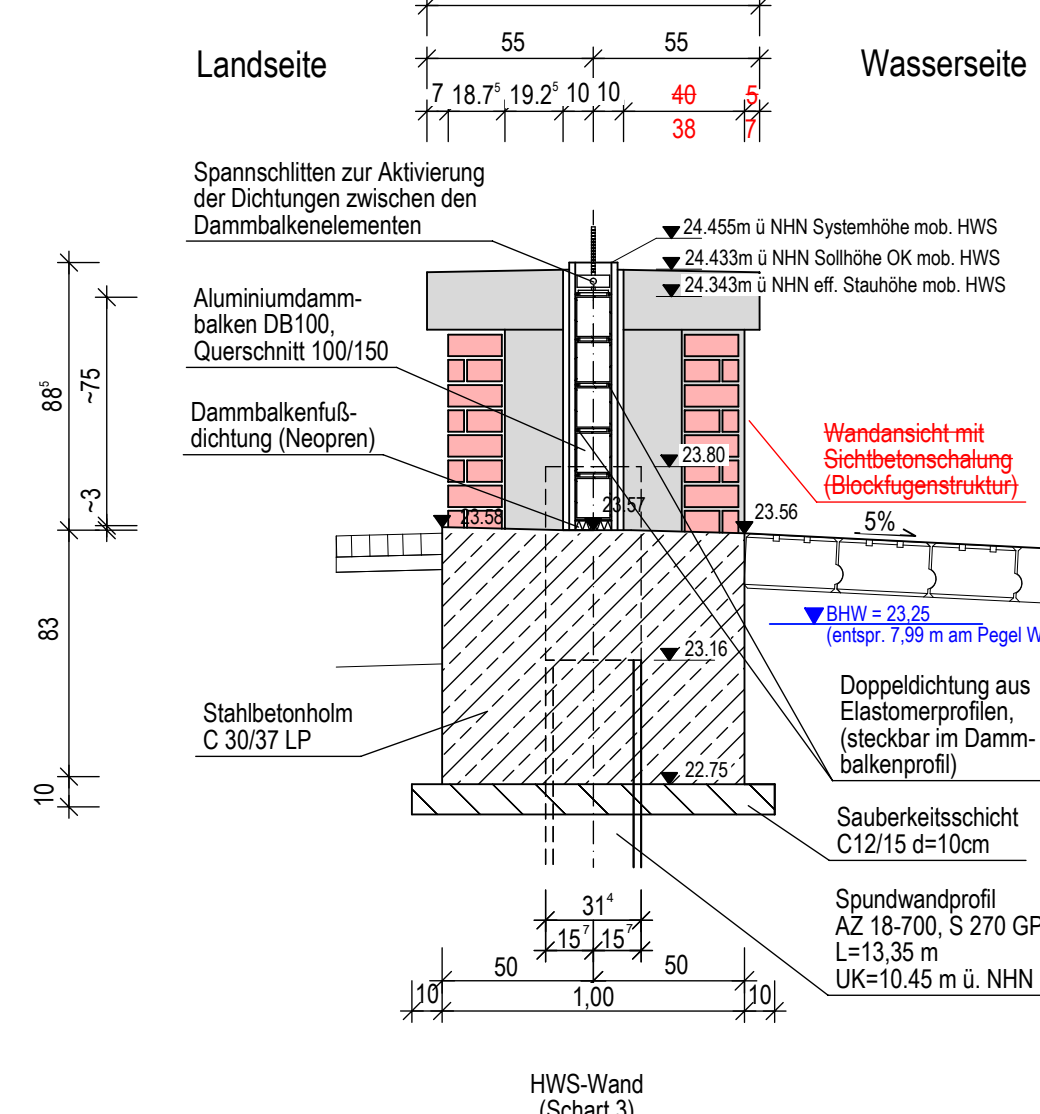 55 55
Landseite
Wasserseite
7 18.7⁵ 19.2⁵ 10 10 40 5
38 7
Spannschlitten zur Aktivierung
der Dichtungen zwischen den
Dammbalkenelementen
24.455m ü NHN Systemhöhe mob. HWS
24.433m ü NHN Sollhöhe OK mob. HWS
24.343m ü NHN eff. Stauhöhe mob. HWS
Aluminiumdamm-
balken DB100,
Querschnitt 100/150
88⁵
~75
Dammbalkenfuß-
dichtung (Neopren)
Wandansicht mit
Sichtbetonschalung
(Blockfugenstruktur)
23.80
~3
23.58
23.57
23.56
5%
BHW = 23,25
(entspr. 7,99 m am Pegel W
83
23.16
Doppeldichtung aus
Elastomerprofilen,
(steckbar im Damm-
balkenprofil)
Stahlbetonholm
C 30/37 LP
22.75
10
Sauberkeitsschicht
C12/15 d=10cm
Spundwandprofil
AZ 18-700, S 270 GP
L=13,35 m
UK=10.45 m ü. NHN
31⁴
15⁷ 15⁷
50 50
10 1,00 10
HWS-Wand
(Schart 3)